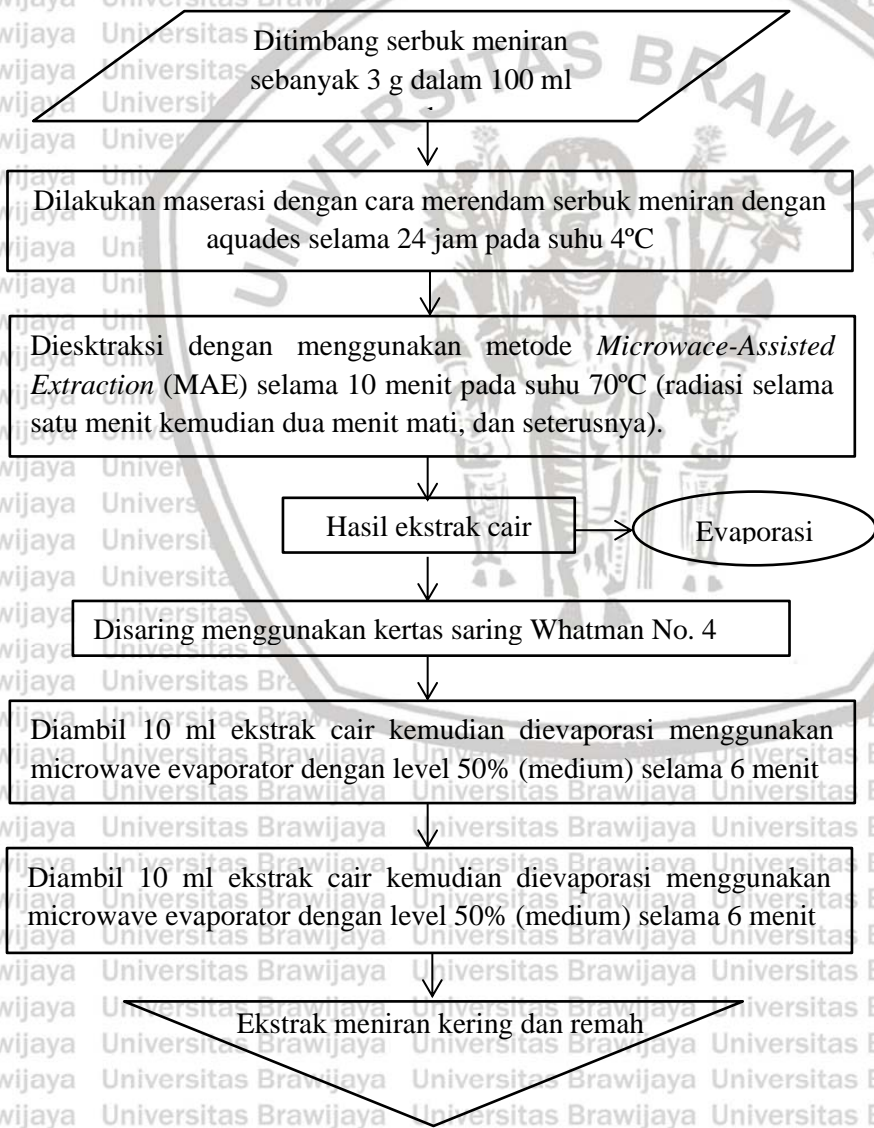 Ditimbang serbuk meniran
sebanyak 3 g dalam 100 ml
.
Dilakukan maserasi dengan cara merendam serbuk meniran dengan
aquades selama 24 jam pada suhu 4ºC
Diesktraksi dengan menggunakan metode Microwace-Assisted
Extraction (MAE) selama 10 menit pada suhu 70ºC (radiasi selama
satu menit kemudian dua menit mati, dan seterusnya).
Hasil ekstrak cair
Evaporasi
Disaring menggunakan kertas saring Whatman No. 4
Diambil 10 ml ekstrak cair kemudian dievaporasi menggunakan
microwave evaporator dengan level 50% (medium) selama 6 menit
Diambil 10 ml ekstrak cair kemudian dievaporasi menggunakan
microwave evaporator dengan level 50% (medium) selama 6 menit
Ekstrak meniran kering dan remah
UNIVERSITAS BRAWIJAYA